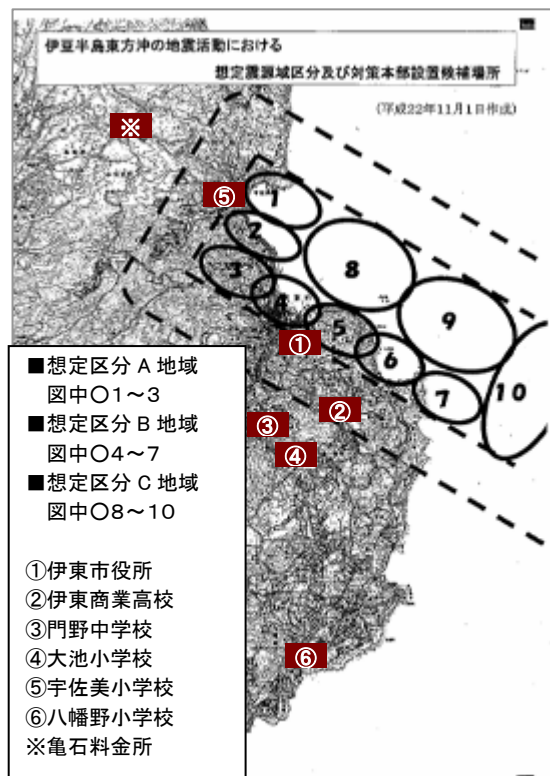 伊豆半島東方沖の地震活動における
想定震源域区分及び対策本部設置候補場所
(平成22年11月1日作成)
※
⑤
1
2
3
4
5
6
7
8
9
10
①
②
③
④
⑥
■想定区分A地域
図中〇1～3
■想定区分B地域
図中〇4～7
■想定区分C地域
図中〇8～10
①伊東市役所
②伊東商業高校
③門野中学校
④大池小学校
⑤宇佐美小学校
⑥八幡野小学校
※亀石料金所